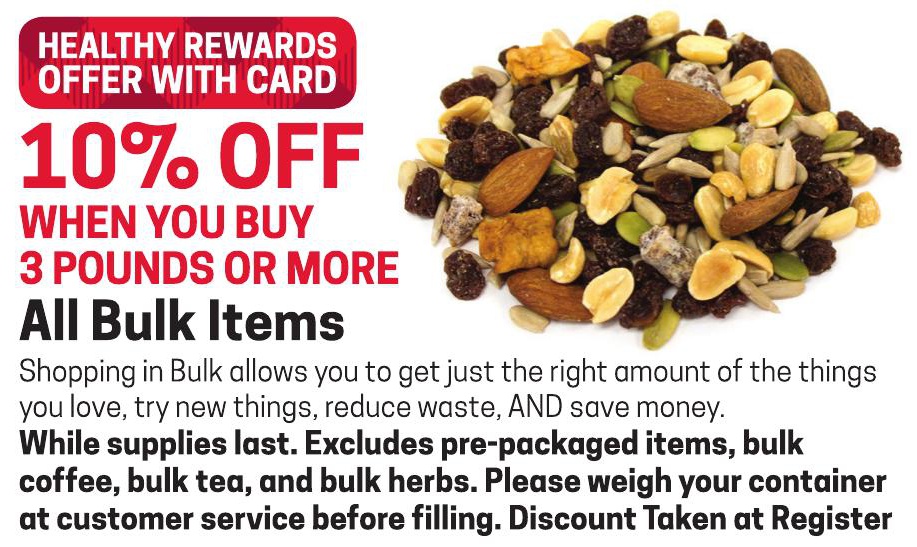 HEALTHY REWARDS
OFFER WITH CARD
10% OFF
WHEN YOU BUY
3 POUNDS OR MORE
All Bulk Items
Shopping in Bulk allows you to get just the right amount of the things
you love, try new things, reduce waste, AND save money.
While supplies last. Excludes pre-packaged items, bulk
coffee, bulk tea, and bulk herbs. Please weigh your container
at customer service before filling. Discount Taken at Register